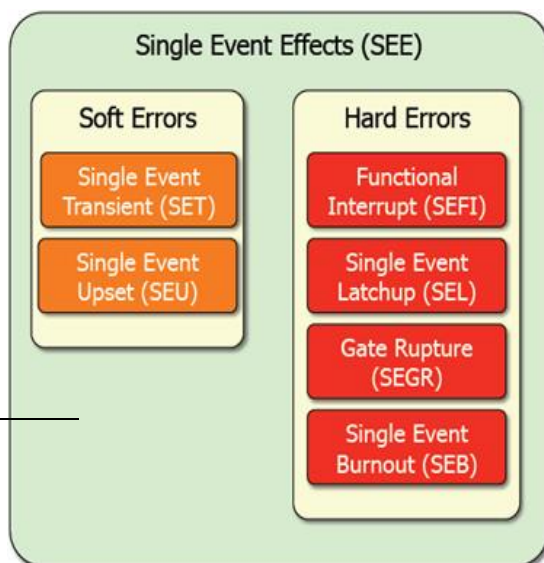 Single Event Effects (SEE)
Soft Errors
Single Event
Transient (SET)
Single Event
Upset (SEU)
Hard Errors
Functional
Interrupt (SEFI)
Single Event
Latchup (SEL)
Gate Rupture
(SEGR)
Single Event
Burnout (SEB)